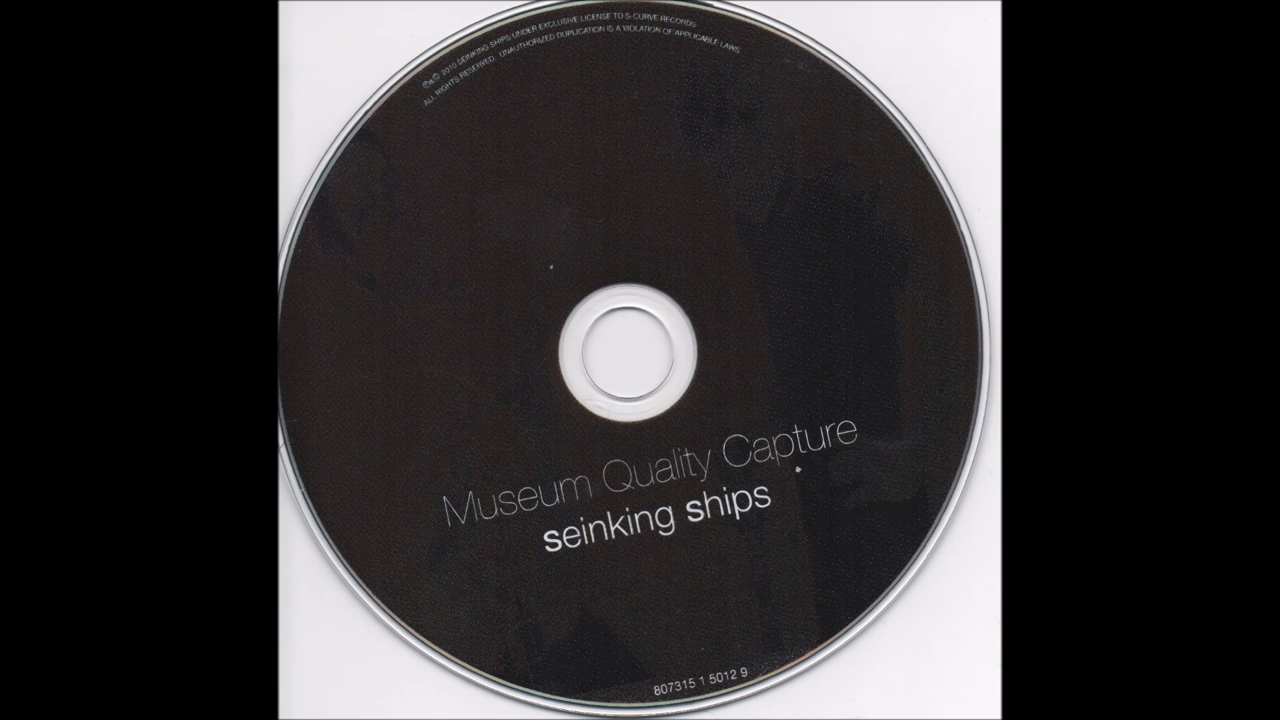 ℗&© 2010 SEINKING SHIPS UNDER EXCLUSIVE LICENSE TO S-CURVE RECORDS
ALL RIGHTS RESERVED. UNAUTHORIZED DUPLICATION IS A VIOLATION OF APPLICABLE LAWS
Museum Quality Capture
seinking ships
807315 1 5012 9